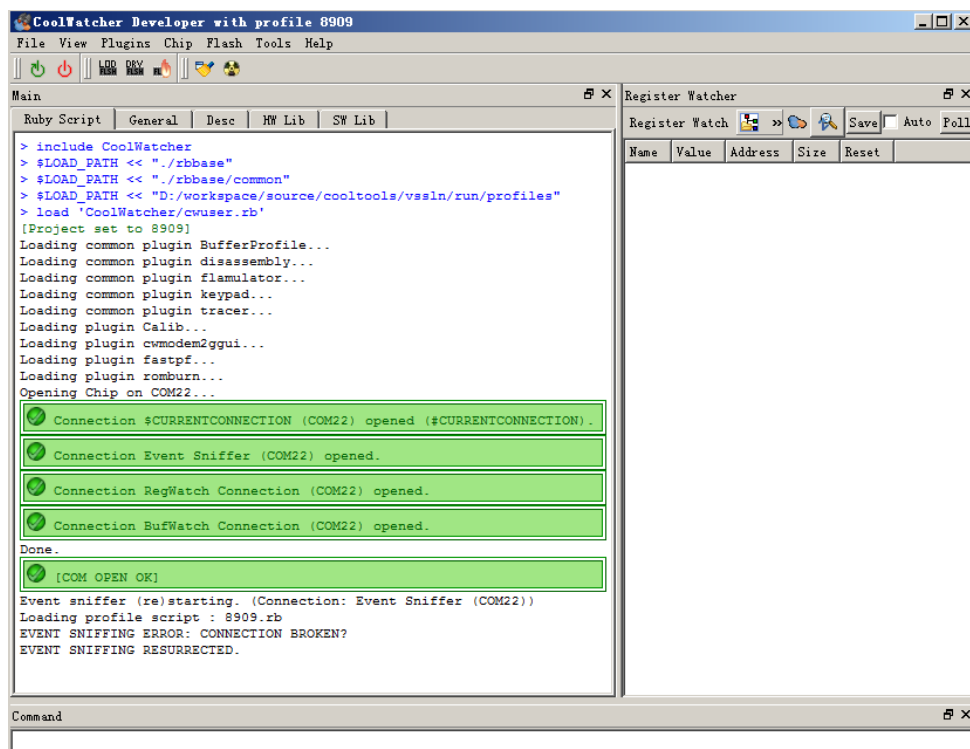 CoolWatcher Developer with profile 8909
File View Plugins Chip Flash Tools Help
LOD FLSH DRV FLSH FL
Main
Ruby Script General Desc HW Lib SW Lib
> include CoolWatcher
> $LOAD_PATH << "./rbbase"
> $LOAD_PATH << "./rbbase/common"
> $LOAD_PATH << "D:/workspace/source/cooltools/vssln/run/profiles"
> load 'CoolWatcher/cwuser.rb'
[Project set to 8909]
Loading common plugin BufferProfile...
Loading common plugin disassembly...
Loading common plugin flamulator...
Loading common plugin keypad...
Loading common plugin tracer...
Loading plugin Calib...
Loading plugin cwmodem2ggui...
Loading plugin fastpf...
Loading plugin romburn...
Opening Chip on COM22...
Connection $CURRENTCONNECTION (COM22) opened (#CURRENTCONNECTION).
Connection Event Sniffer (COM22) opened.
Connection RegWatch Connection (COM22) opened.
Connection BufWatch Connection (COM22) opened.
Done.
[COM OPEN OK]
Event sniffer (re)starting. (Connection: Event Sniffer (COM22))
Loading profile script : 8909.rb
EVENT SNIFFING ERROR: CONNECTION BROKEN?
EVENT SNIFFING RESURRECTED.
Register Watcher
Register Watch » Save Auto Poll
Name Value Address Size Reset
Command